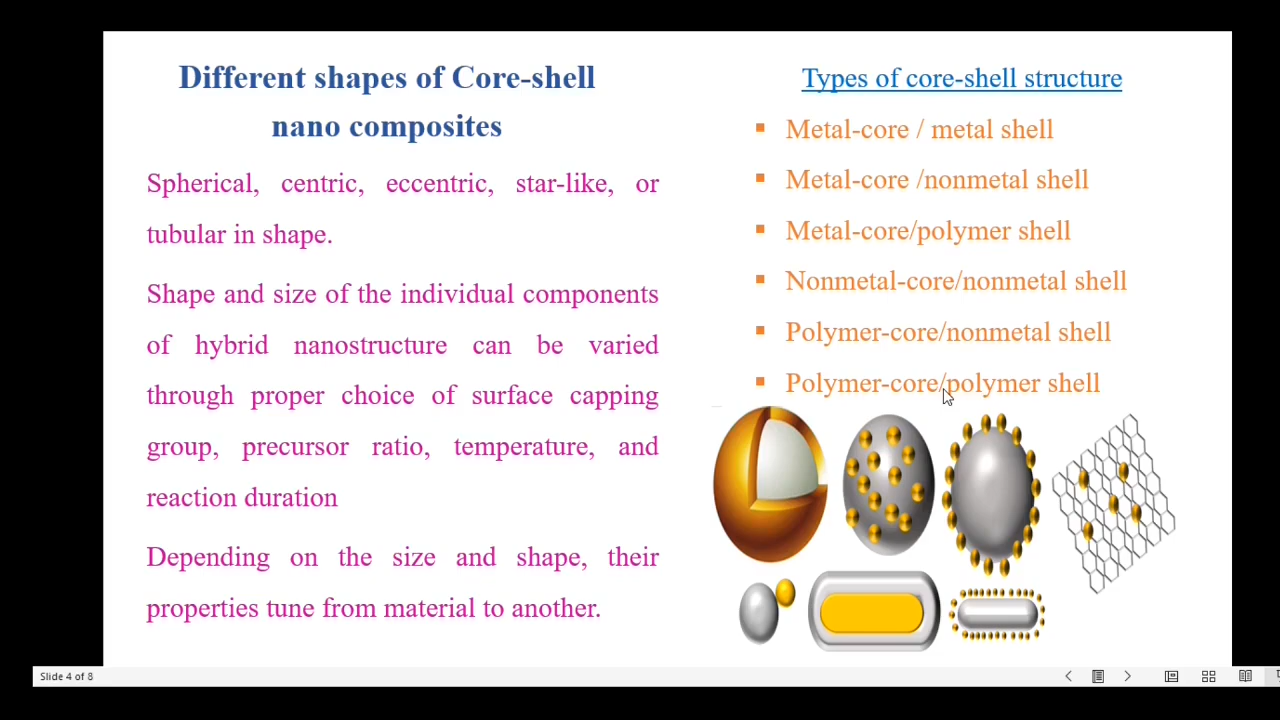 Different shapes of Core-shell
nano composites
Spherical, centric, eccentric, star-like, or
tubular in shape.
Shape and size of the individual components
of hybrid nanostructure can be varied
through proper choice of surface capping
group, precursor ratio, temperature, and
reaction duration
Depending on the size and shape, their
properties tune from material to another.
Types of core-shell structure
Metal-core / metal shell
Metal-core /nonmetal shell
Metal-core/polymer shell
Nonmetal-core/nonmetal shell
Polymer-core/nonmetal shell
Polymer-core/polymer shell
Slide 4 of 8